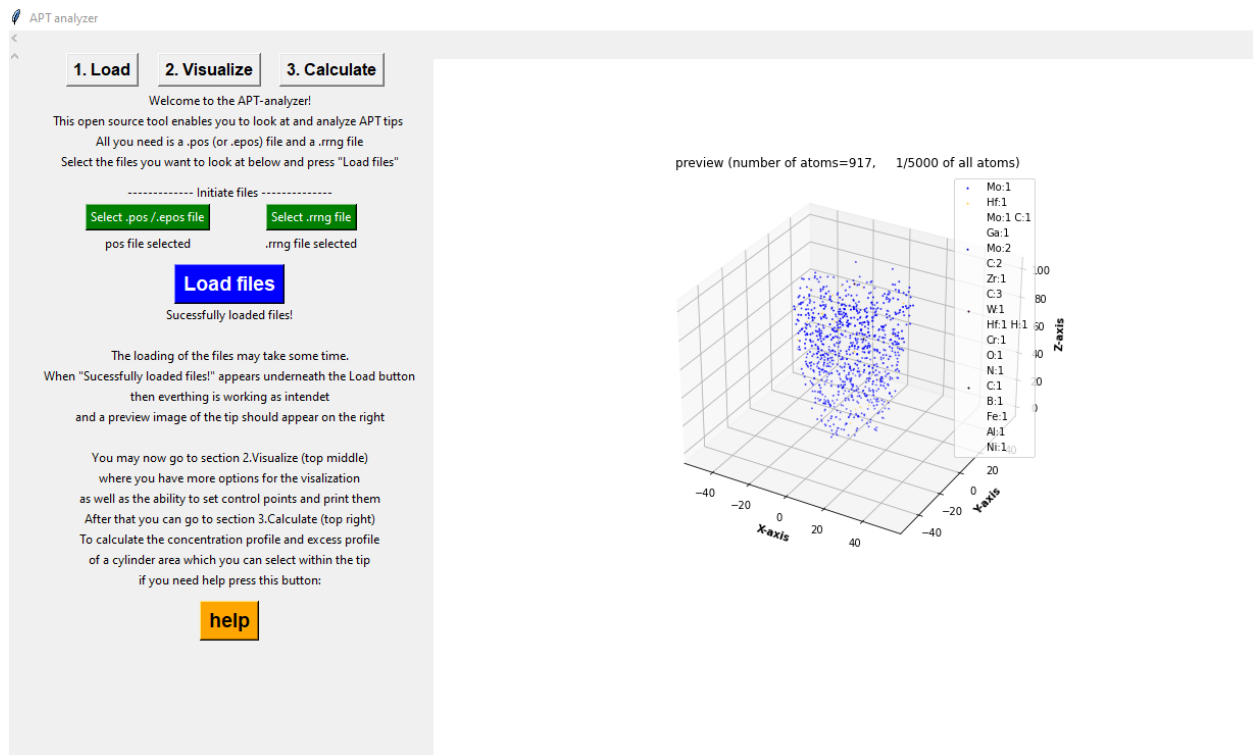 APT analyzer
1. Load 2. Visualize 3. Calculate
Welcome to the APT-analyzer!
This open source tool enables you to look at and analyze APT tips
All you need is a .pos (or .epos) file and a .rrng file
Select the files you want to look at below and press "Load files"
------------- Initiate files --------------
Select .pos /.epos file Select .rrng file
pos file selected .rrng file selected
Load files
Sucessfully loaded files!
The loading of the files may take some time.
When "Sucessfully loaded files!" appears underneath the Load button
then everthing is working as intendet
and a preview image of the tip should appear on the right
You may now go to section 2.Visualize (top middle)
where you have more options for the visalization
as well as the ability to set control points and print them
After that you can go to section 3.Calculate (top right)
To calculate the concentration profile and excess profile
of a cylinder area which you can select within the tip
if you need help press this button:
help
preview (number of atoms=917, 1/5000 of all atoms)
Mo:1
Hf:1
Mo:1 C:1
Ga:1
Mo:2
C:2
Zr:1
C:3
W:1
Hf:1 H:1
Cr:1
O:1
N:1
C:1
B:1
Fe:1
Al:1
Ni:1
100
80
60
40
20
0
Z-axis
40
20
0
−20
−40
Y-axis
−40
−20
0
20
40
X-axis